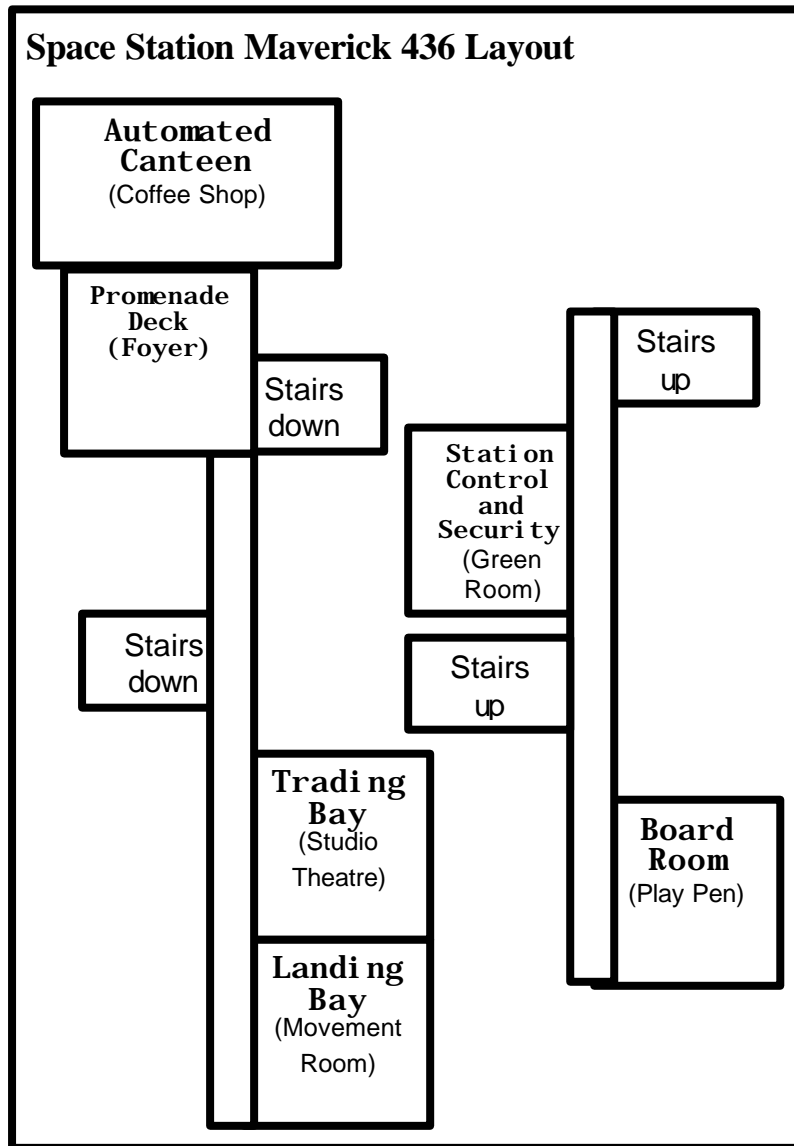 Space Station Maverick 436 Layout
Automated
Canteen
(Coffee Shop)
Promenade
Deck
(Foyer)
Stairs
down
Stairs
down
Trading
Bay
(Studio
Theatre)
Landing
Bay
(Movement
Room)
Stairs
up
Station
Control
and
Security
(Green
Room)
Stairs
up
Board
Room
(Play Pen)